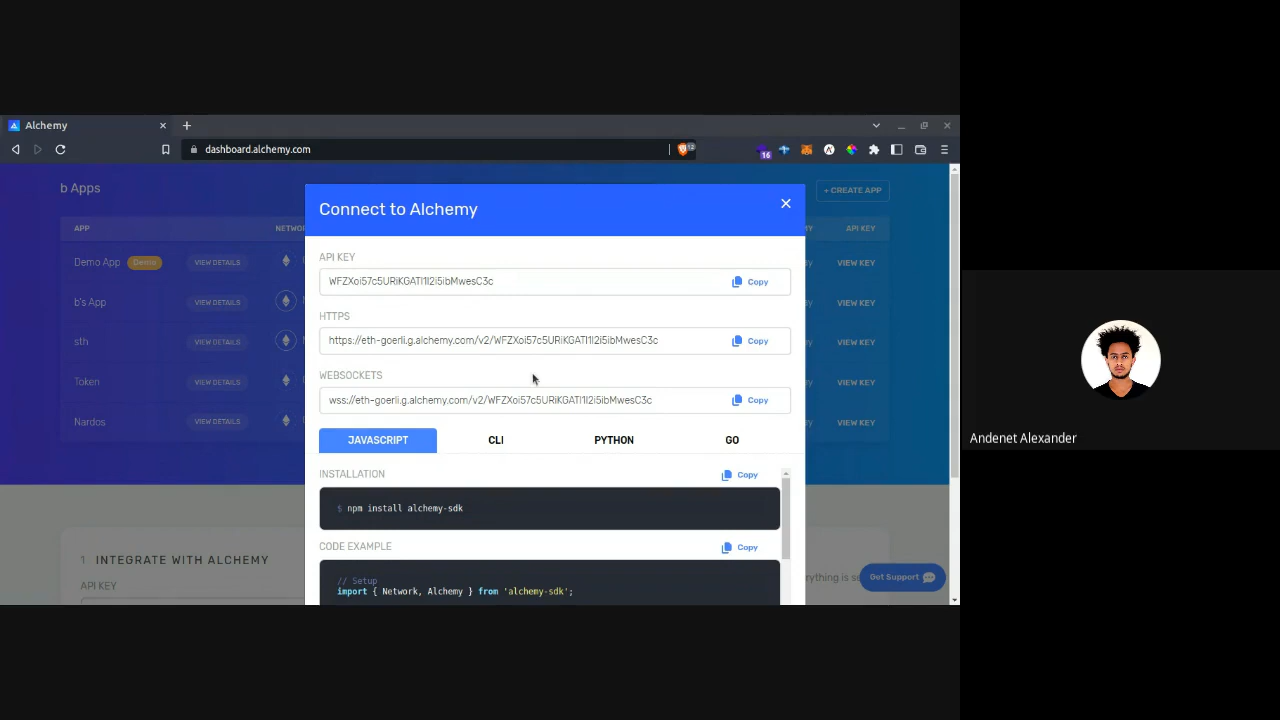 Alchemy
dashboard.alchemy.com
12
16
b Apps
+ CREATE APP
APP
API KEY
Demo App Demo VIEW DETAILS VIEW KEY
b's App VIEW DETAILS VIEW KEY
sth VIEW DETAILS VIEW KEY
Token VIEW DETAILS VIEW KEY
Nardos VIEW DETAILS VIEW KEY
Connect to Alchemy
API KEY
Copy
HTTPS
Copy
WEBSOCKETS
Copy
JAVASCRIPT CLI PYTHON GO
INSTALLATION Copy
$ npm install alchemy-sdk
CODE EXAMPLE Copy
// Setup
import { Network, Alchemy } from 'alchemy-sdk';
1 INTEGRATE WITH ALCHEMY
API KEY
Get Support
Andenet Alexander